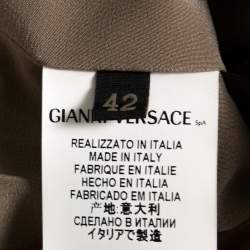 42
GIANNI VERSACE SpA
REALIZZATO IN ITALIA
MADE IN ITALY
FABRIQUE EN ITALIE
HECHO EN ITALIA
FABRICADO EM ITALIA
产地:意大利
СДЕЛАНО В ИТАЛИИ
イタリアで製造